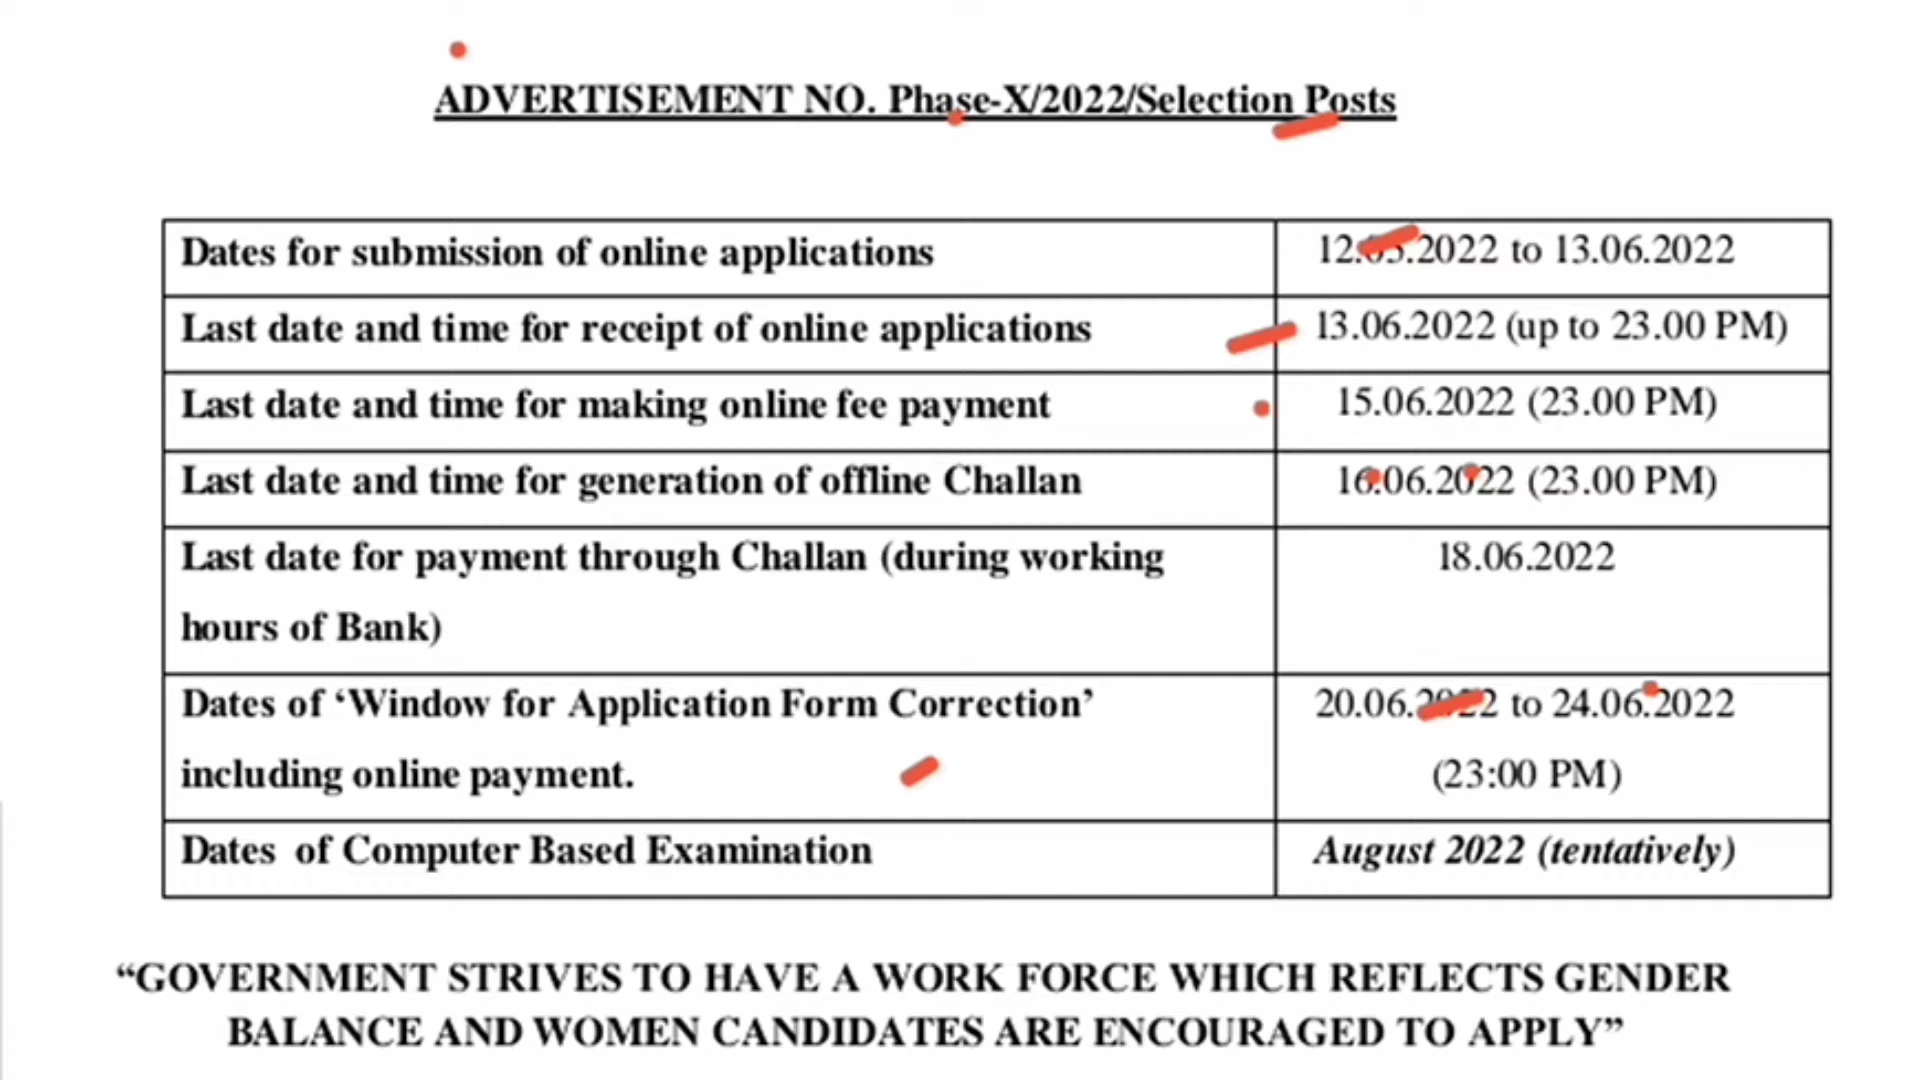 ADVERTISEMENT NO. Phase-X/2022/Selection Posts
Dates for submission of online applications
12.05.2022 to 13.06.2022
Last date and time for receipt of online applications
13.06.2022 (up to 23.00 PM)
Last date and time for making online fee payment
15.06.2022 (23.00 PM)
Last date and time for generation of offline Challan
16.06.2022 (23.00 PM)
Last date for payment through Challan (during working
hours of Bank)
18.06.2022
Dates of ‘Window for Application Form Correction’
including online payment.
20.06.2022 to 24.06.2022
(23:00 PM)
Dates of Computer Based Examination
August 2022 (tentatively)
“GOVERNMENT STRIVES TO HAVE A WORK FORCE WHICH REFLECTS GENDER
BALANCE AND WOMEN CANDIDATES ARE ENCOURAGED TO APPLY”